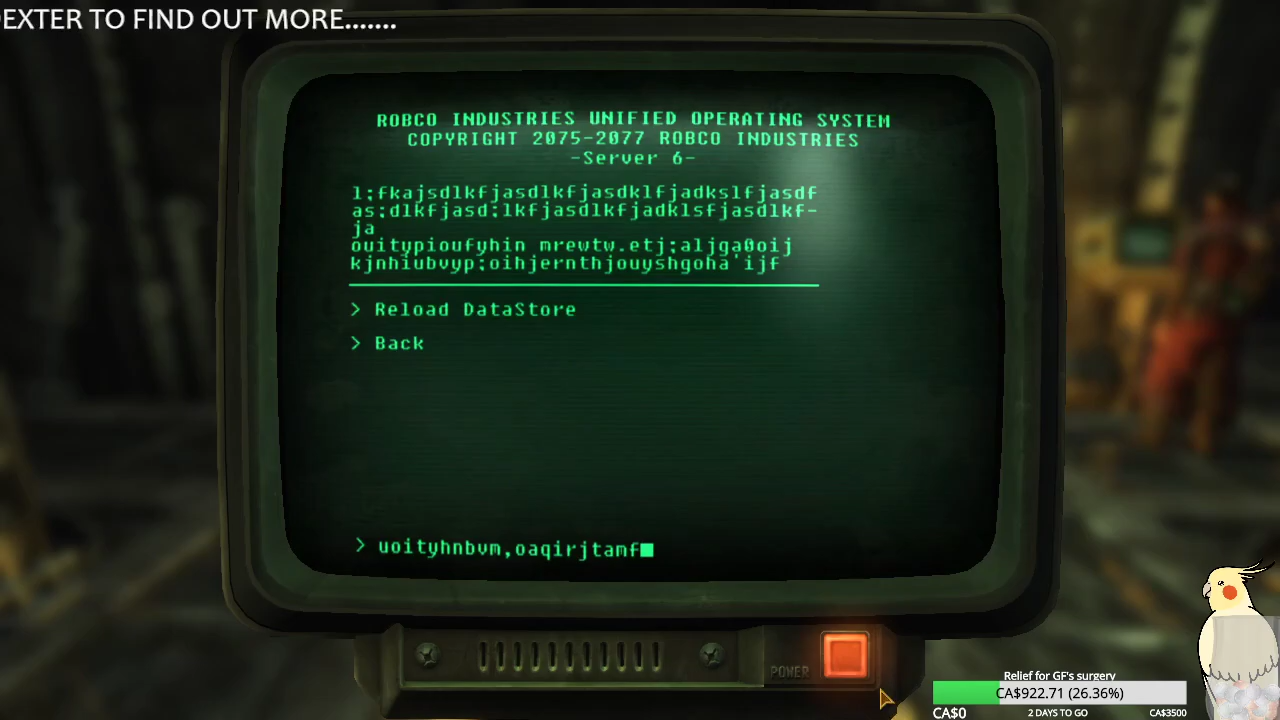 EXTER TO FIND OUT MORE.......
ROBCO INDUSTRIES UNIFIED OPERATING SYSTEM
COPYRIGHT 2075-2077 ROBCO INDUSTRIES
-Server 6-
l;fkajsdlkfjasdlkfjasdklfjadkslfjasdf
as:dlkfjasd:lkfjasdlkfjadklsfjasdlkf-
ja
ouitypioufyhin mrewtw.etj;aljga0oij
kjnhiubvyp;oihjernthjouyshgoha'ijf
> Reload DataStore
> Back
> uoityhnbvm,oaqirjtamf
POWER
Relief for GF's surgery
CA$922.71 (26.36%)
CA$0 2 DAYS TO GO CA$3500